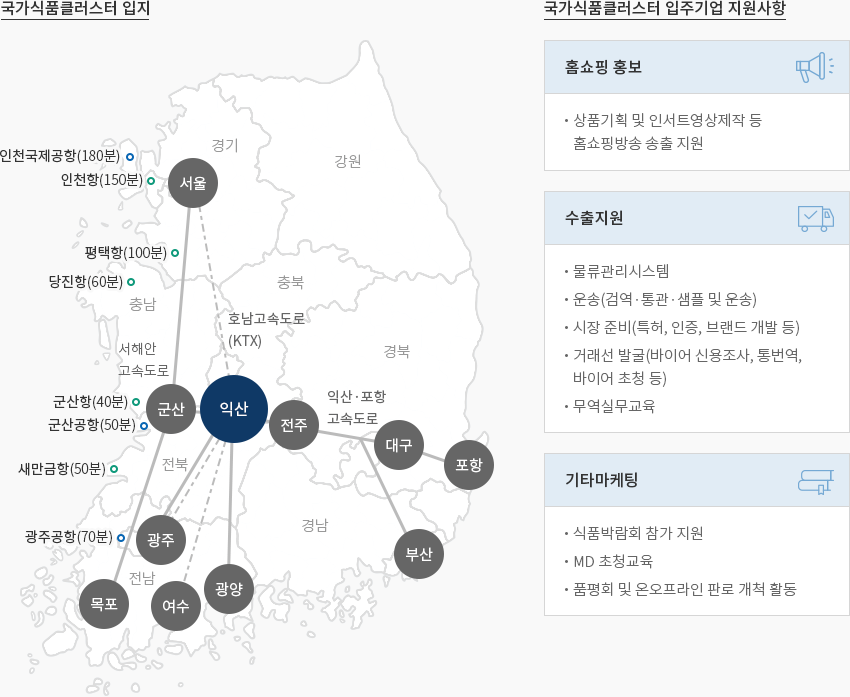 국가식품클러스터 입지
경기
강원
인천국제공항(180분)
인천항(150분)
서울
평택항(100분)
당진항(60분)
충북
충남
호남고속도로
(KTX)
서해안
고속도로
경북
익산·포항
고속도로
군산항(40분)
군산공항(50분)
군산
익산
전주
대구
포항
새만금항(50분)
전북
경남
광주공항(70분)
광주
부산
전남
목포
여수
광양
국가식품클러스터 입주기업 지원사항
홈쇼핑 홍보
· 상품기획 및 인서트영상제작 등
홈쇼핑방송 송출 지원
수출지원
· 물류관리시스템
· 운송(검역·통관·샘플 및 운송)
· 시장 준비(특허, 인증, 브랜드 개발 등)
· 거래선 발굴(바이어 신용조사, 통번역,
바이어 초청 등)
· 무역실무교육
기타마케팅
· 식품박람회 참가 지원
· MD 초청교육
· 품평회 및 온오프라인 판로 개척 활동